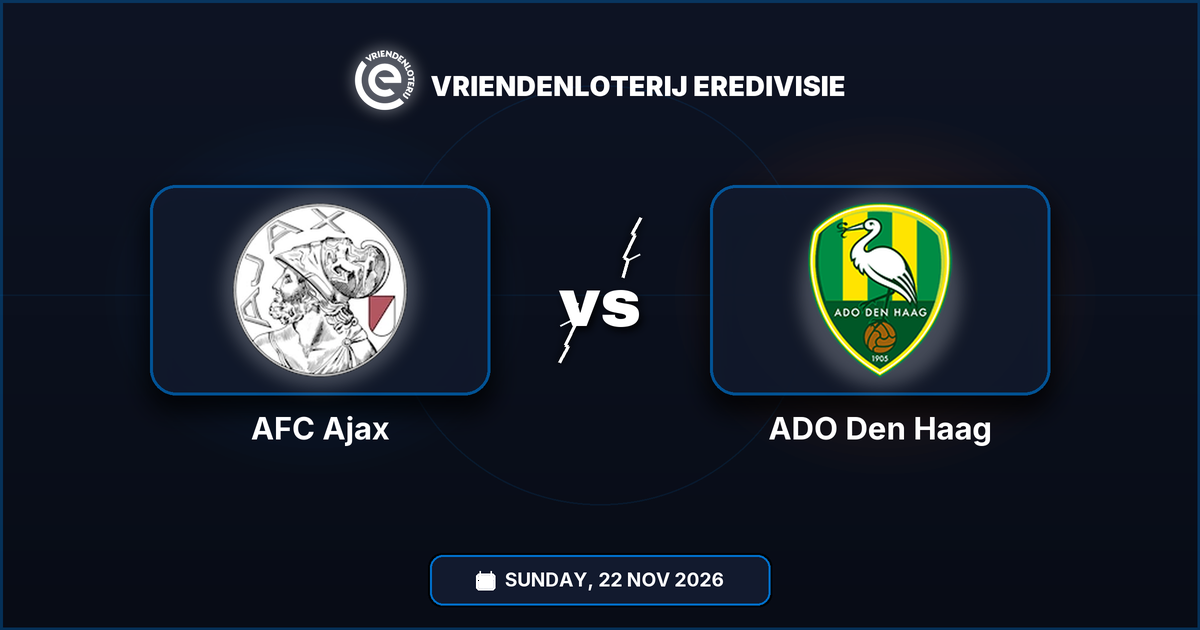 VRIENDENLOTERIJ
VRIENDENLOTERIJ EREDIVISIE
AJAX
vs
ADO DEN HAAG
1905
AFC Ajax
ADO Den Haag
SUNDAY, 22 NOV 2026